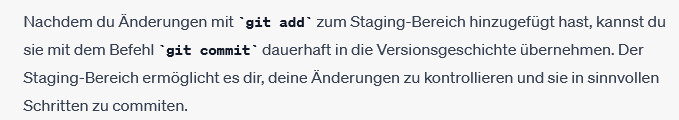 Nachdem du Änderungen mit `git add` zum Staging-Bereich hinzugefügt hast, kannst du
sie mit dem Befehl `git commit` dauerhaft in die Versionsgeschichte übernehmen. Der
Staging-Bereich ermöglicht es dir, deine Änderungen zu kontrollieren und sie in sinnvollen
Schritten zu commiten.